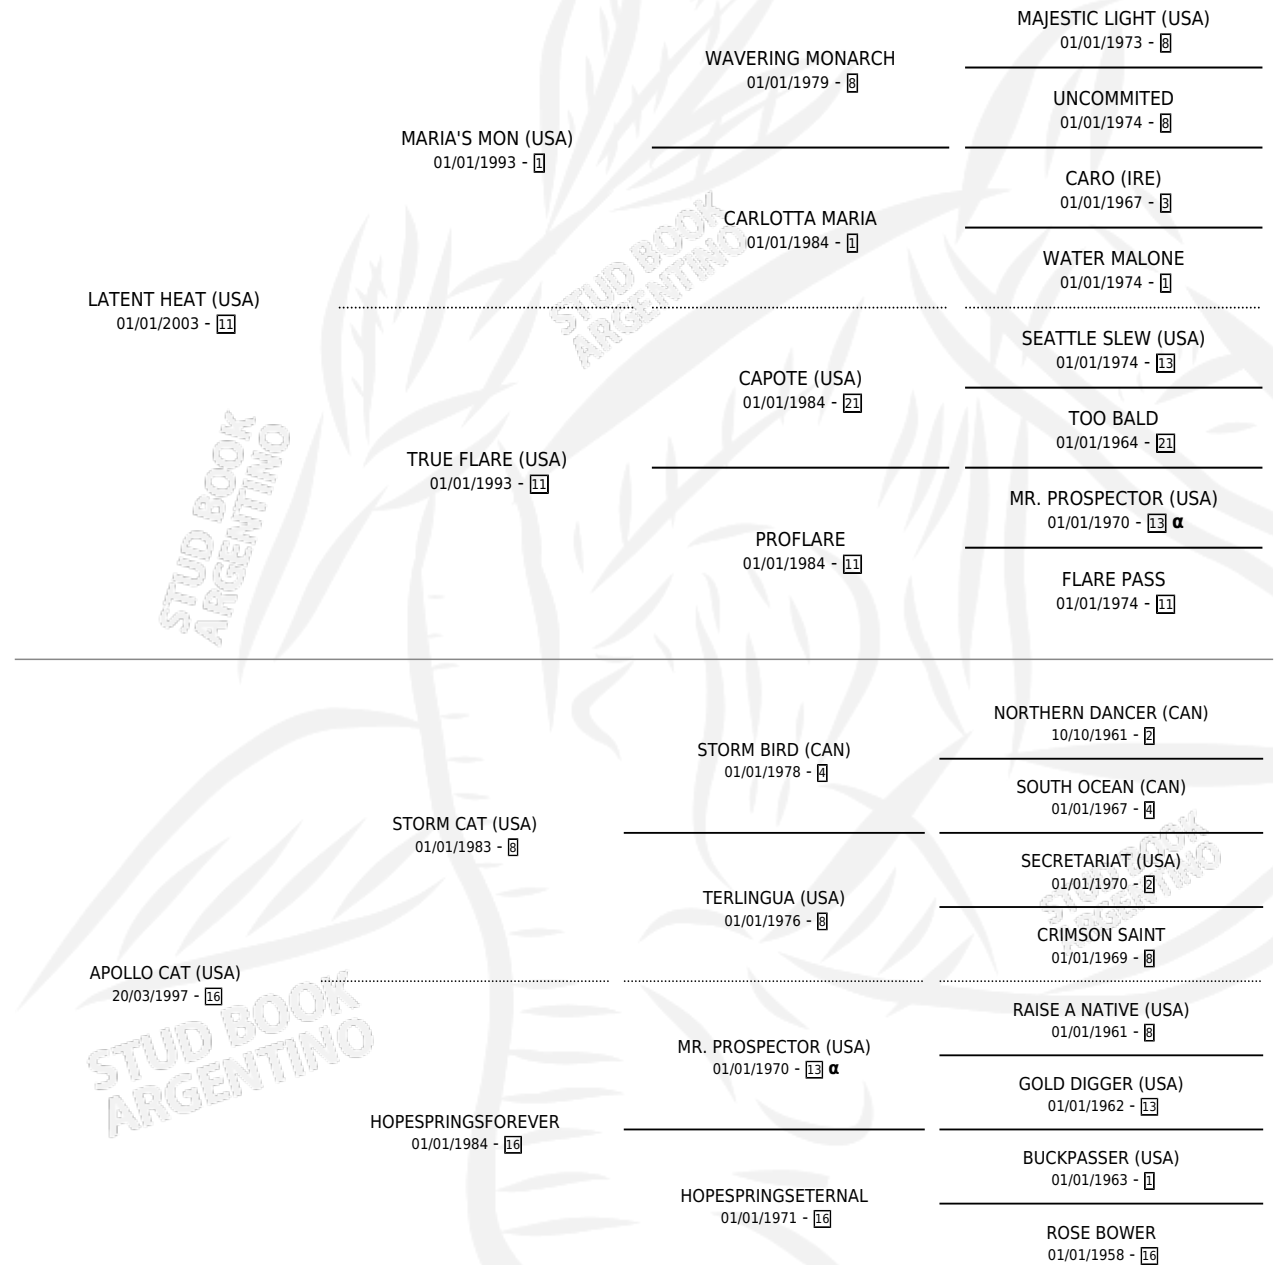 MAJESTIC LIGHT (USA)
01/01/1973 - 8
WAVERING MONARCH
01/01/1979 - 8
UNCOMMITED
01/01/1974 - 8
MARIA'S MON (USA)
01/01/1993 - 1
CARO (IRE)
01/01/1967 - 3
CARLOTTA MARIA
01/01/1984 - 1
WATER MALONE
01/01/1974 - 1
LATENT HEAT (USA)
01/01/2003 - 11
SEATTLE SLEW (USA)
01/01/1974 - 13
CAPOTE (USA)
01/01/1984 - 21
TOO BALD
01/01/1964 - 21
TRUE FLARE (USA)
01/01/1993 - 11
MR. PROSPECTOR (USA)
01/01/1970 - 13 α
PROFLARE
01/01/1984 - 11
FLARE PASS
01/01/1974 - 11
NORTHERN DANCER (CAN)
10/10/1961 - 2
STORM BIRD (CAN)
01/01/1978 - 4
SOUTH OCEAN (CAN)
01/01/1967 - 4
STORM CAT (USA)
01/01/1983 - 8
SECRETARIAT (USA)
01/01/1970 - 2
TERLINGUA (USA)
01/01/1976 - 8
CRIMSON SAINT
01/01/1969 - 8
APOLLO CAT (USA)
20/03/1997 - 16
RAISE A NATIVE (USA)
01/01/1961 - 8
MR. PROSPECTOR (USA)
01/01/1970 - 13 α
GOLD DIGGER (USA)
01/01/1962 - 13
HOPESPRINGSFOREVER
01/01/1984 - 16
BUCKPASSER (USA)
01/01/1963 - 1
HOPESPRINGSETERNAL
01/01/1971 - 16
ROSE BOWER
01/01/1958 - 16
STUD BOOK
ARGENTINO
STUD BOOK
ARGENTINO
STUD BOOK
ARGENTINO
STUD BOOK
ARGENTINO